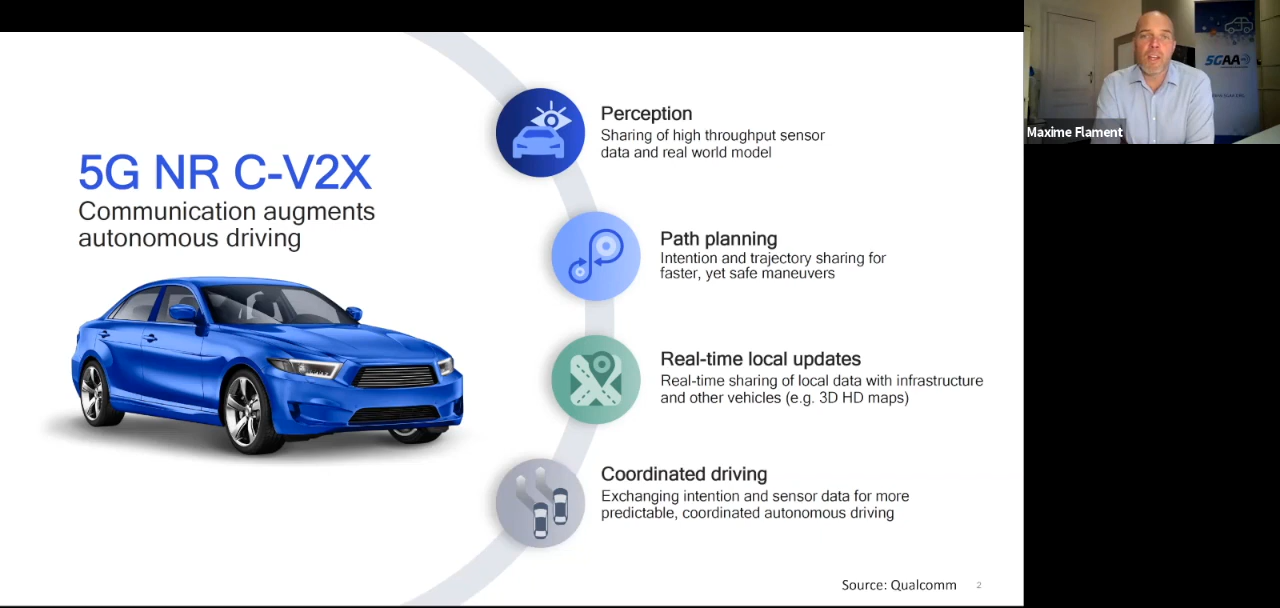 5G NR C-V2X
Communication augments
autonomous driving
Perception
Sharing of high throughput sensor
data and real world model
Path planning
Intention and trajectory sharing for
faster, yet safe maneuvers
Real-time local updates
Real-time sharing of local data with infrastructure
and other vehicles (e.g. 3D HD maps)
Coordinated driving
Exchanging intention and sensor data for more
predictable, coordinated autonomous driving
Source: Qualcomm
2
5GAA
Maxime Flament